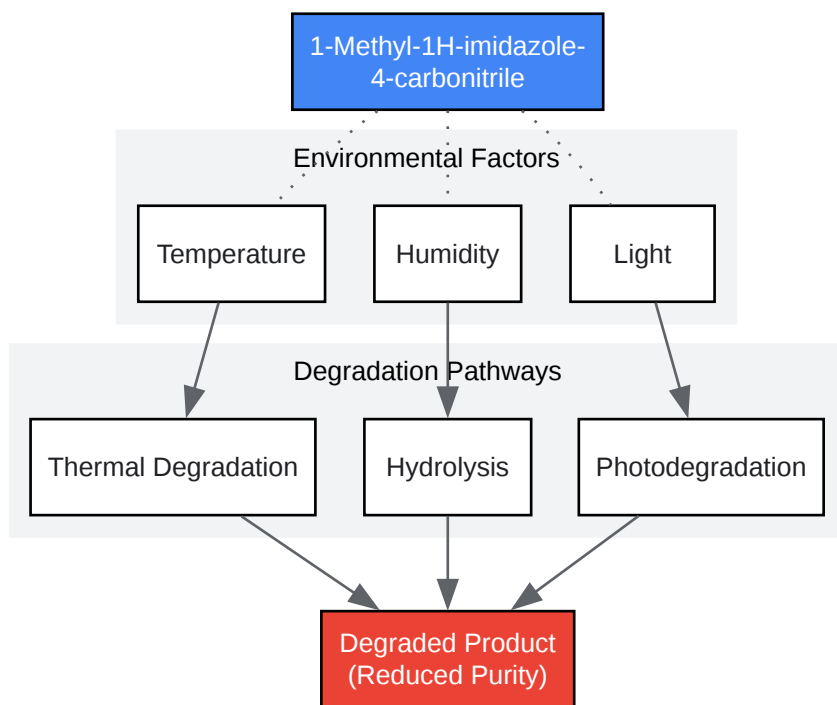 1-Methyl-1H-imidazole-
4-carbonitrile
Environmental Factors
Temperature
Humidity
Light
Degradation Pathways
Thermal Degradation
Hydrolysis
Photodegradation
Degraded Product
(Reduced Purity)